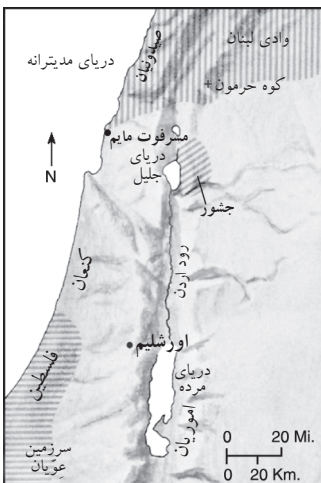 وادی لبنان
صیدونیان
دریای مدیترانه
کوه حرمون+
مسرفوت مایم
دریای
جلیل
N
جشور
کنعان
رود اردن
اورشلیم
فلسطین
دریای
مرده
اموریان
سرزمین
عِوّیان
0 20 Mi.
0 20 Km.